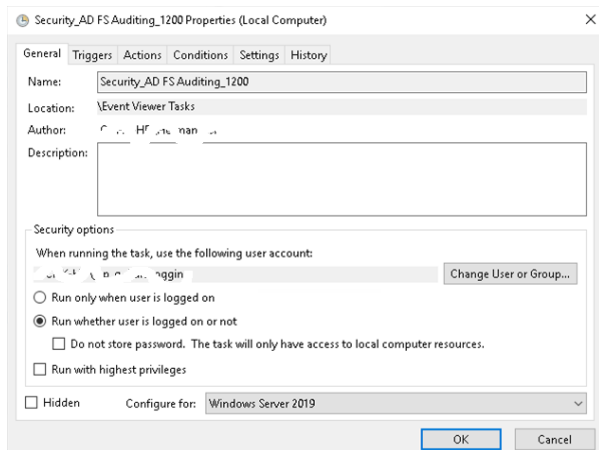 Security_AD FS Auditing_1200 Properties (Local Computer)
General Triggers Actions Conditions Settings History
Name: Security_AD FS Auditing_1200
Location: \Event Viewer Tasks
Author:
Description:
Security options
When running the task, use the following user account:
Change User or Group...
Run only when user is logged on
Run whether user is logged on or not
Do not store password. The task will only have access to local computer resources.
Run with highest privileges
Hidden Configure for: Windows Server 2019
OK Cancel